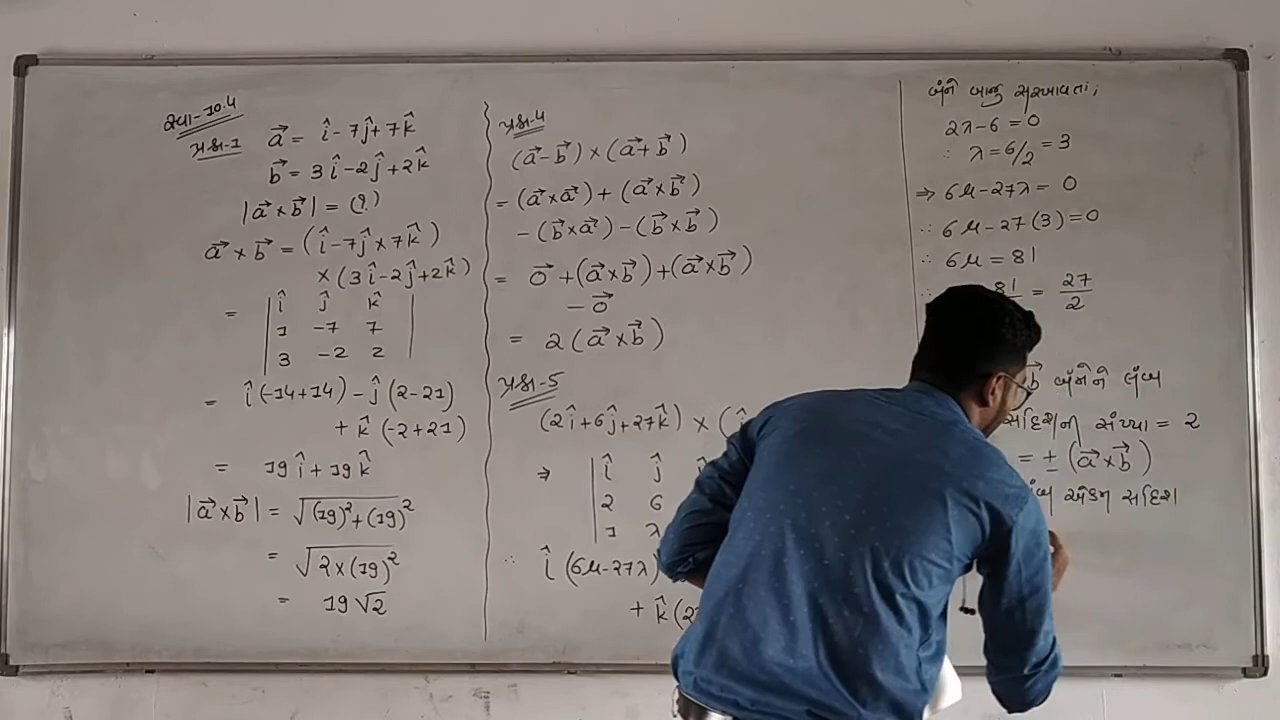 સ્વા-10.4
પ્રશ્ન-1 a⃗ = î - 7ĵ + 7k̂
b⃗ = 3î - 2ĵ + 2k̂
|a⃗ × b⃗| = (?)
a⃗ × b⃗ = (î - 7ĵ × 7k̂)
× (3î - 2ĵ + 2k̂)
= | î ĵ k̂ |
1 -7 7
3 -2 2
= î(-14+14) - ĵ(2-21)
+ k̂(-2+21)
= 19î + 19k̂
|a⃗ × b⃗| = √(19)² + (19)²
= √2×(19)²
= 19√2
પ્રશ્ન-4
(a⃗ - b⃗) × (a⃗ + b⃗)
= (a⃗ × a⃗) + (a⃗ × b⃗)
- (b⃗ × a⃗) - (b⃗ × b⃗)
= 0⃗ + (a⃗ × b⃗) + (a⃗ × b⃗)
- 0⃗
= 2(a⃗ × b⃗)
પ્રશ્ન-5
(2î + 6ĵ + 27k̂) × (î
⇒ | î ĵ
2 6
1 λ
∴ î(6μ - 27λ)
+ k̂(2
બંને બાજુ સરખાવતાં;
2λ - 6 = 0
∴ λ = 6/2 = 3
⇒ 6μ - 27λ = 0
∴ 6μ - 27(3) = 0
∴ 6μ = 81
∴ 81 = 27/2
b⃗ બંનેને લંબ
સદિશની સંખ્યા = 2
= ± (a⃗ × b⃗)
એકમ સદિશ